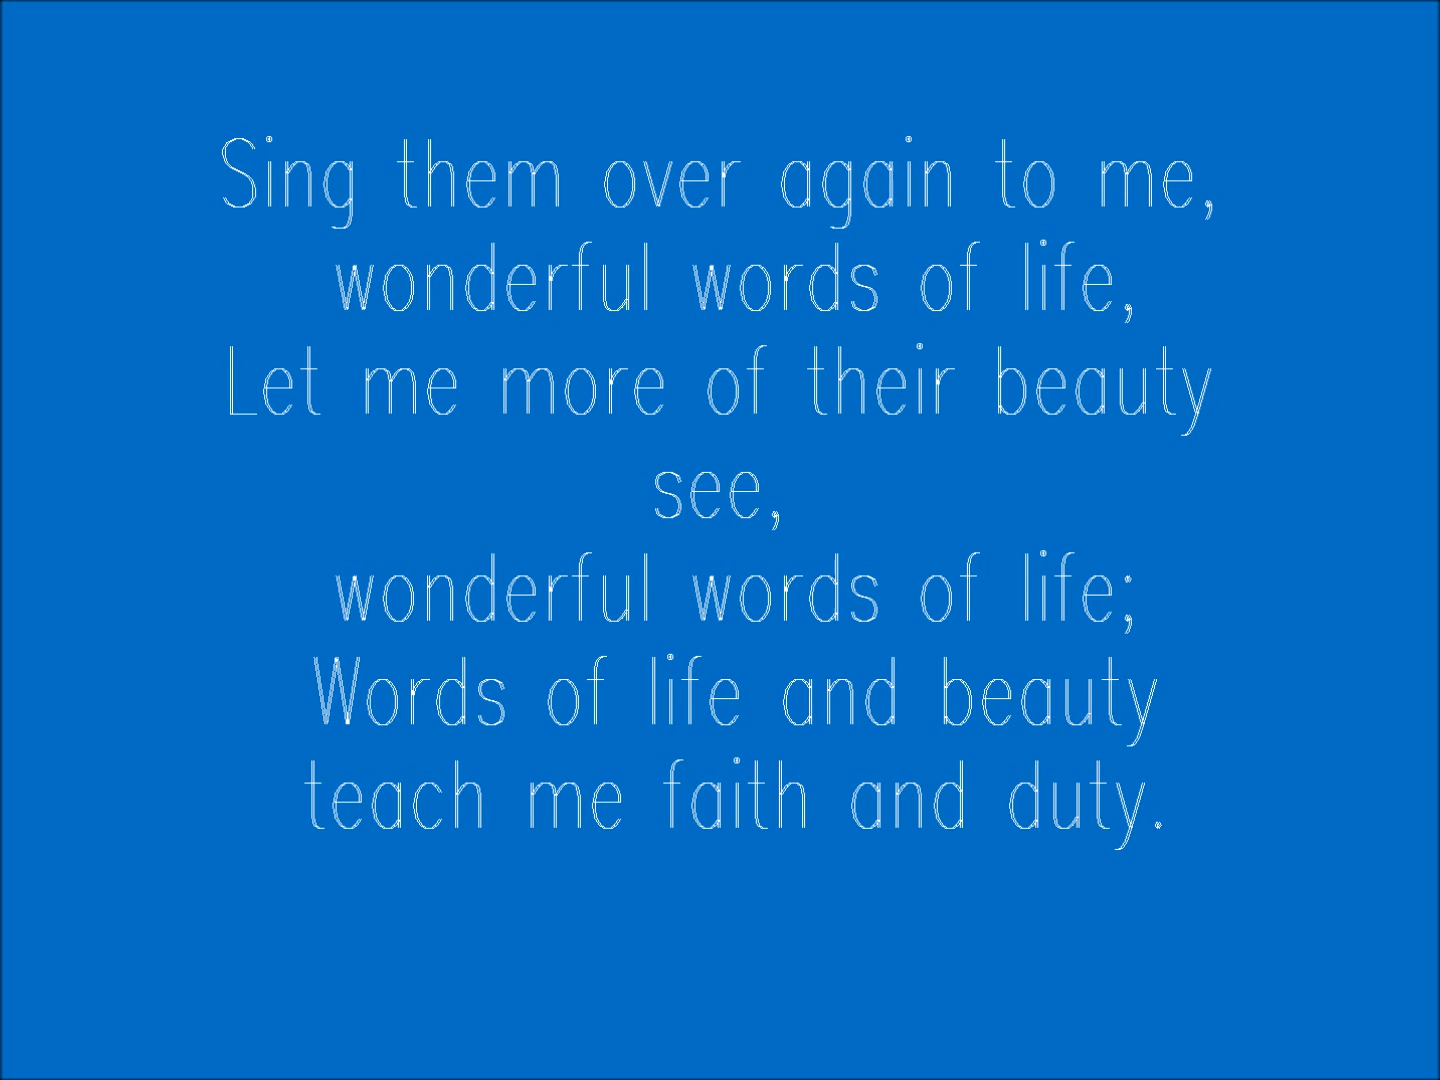 Sing them over again to me,
wonderful words of life,
Let me more of their beauty
see,
wonderful words of life;
Words of life and beauty
teach me faith and duty.